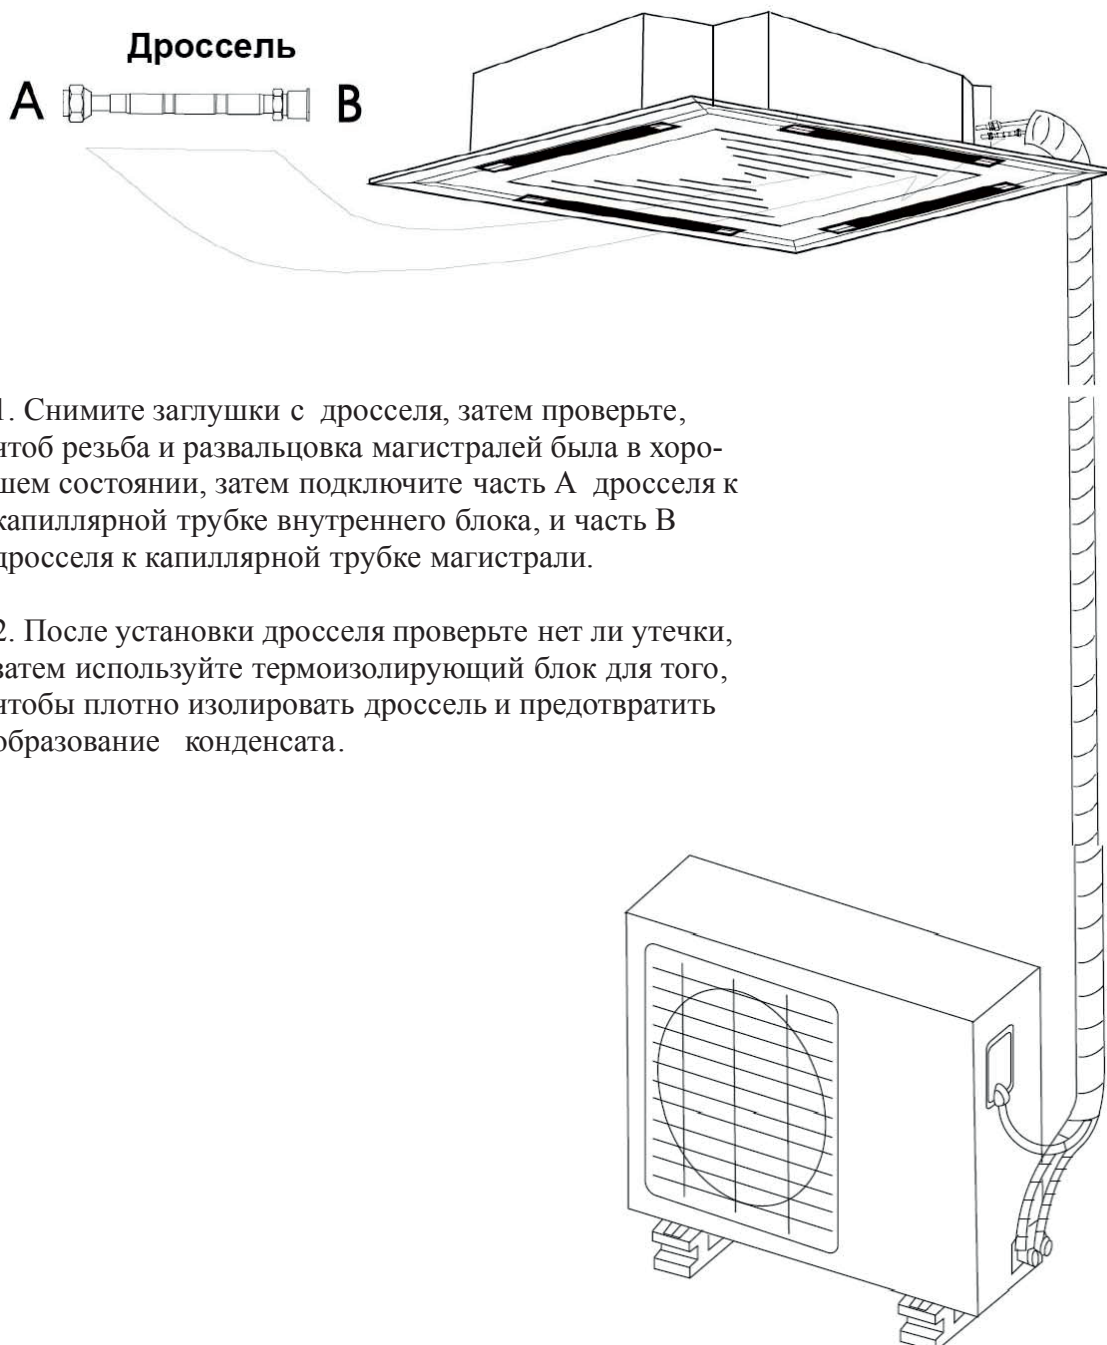 Дроссель
A B
1. Снимите заглушки с дросселя, затем проверьте,
чтоб резьба и развальцовка магистралей была в хоро-
шем состоянии, затем подключите часть А дросселя к
капиллярной трубке внутреннего блока, и часть В
дросселя к капиллярной трубке магистрали.
2. После установки дросселя проверьте нет ли утечки,
затем используйте термоизолирующий блок для того,
чтобы плотно изолировать дроссель и предотвратить
образование конденсата.